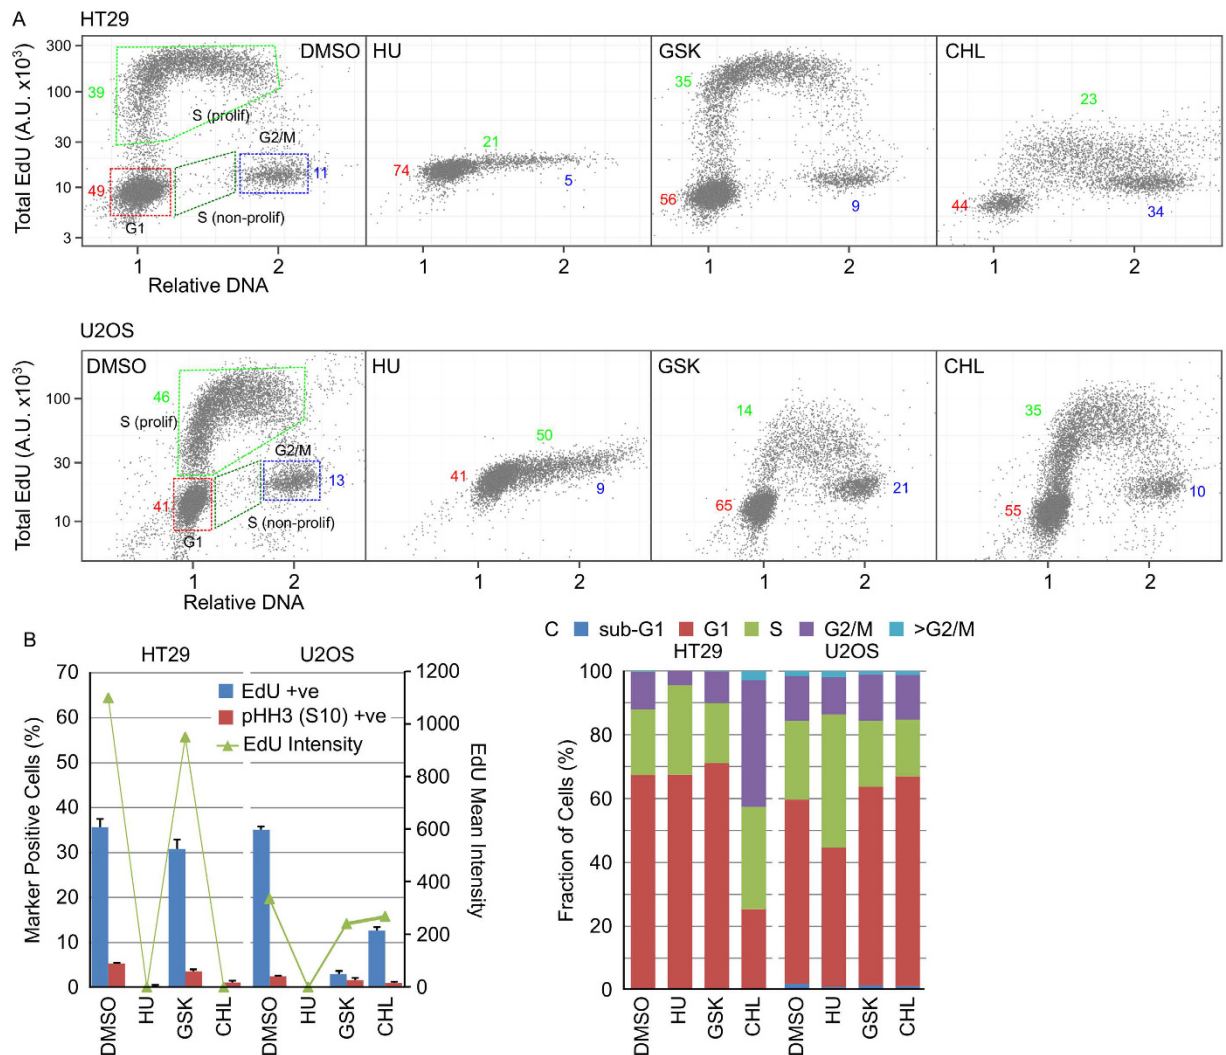 A
HT29
DMSO
HU
GSK
CHL
Total EdU (A.U. x10³)
300
100
30
10
3
39
S (prolif)
G2/M
49
11
S (non-prolif)
G1
74
21
5
35
56
9
23
44
34
1
2
1
2
1
2
1
2
Relative DNA
U2OS
DMSO
HU
GSK
CHL
Total EdU (A.U. x10³)
100
30
10
46
S (prolif)
G2/M
41
13
S (non-prolif)
G1
50
41
9
14
65
21
35
55
10
1
2
1
2
1
2
1
2
Relative DNA
B
HT29
U2OS
Marker Positive Cells (%)
70
60
50
40
30
20
10
0
EdU +ve
pHH3 (S10) +ve
EdU Intensity
1200
1000
800
600
400
200
0
EdU Mean Intensity
DMSO
HU
GSK
CHL
DMSO
HU
GSK
CHL
C
sub-G1
G1
S
G2/M
>G2/M
HT29
U2OS
Fraction of Cells (%)
100
80
60
40
20
0
DMSO
HU
GSK
CHL
DMSO
HU
GSK
CHL